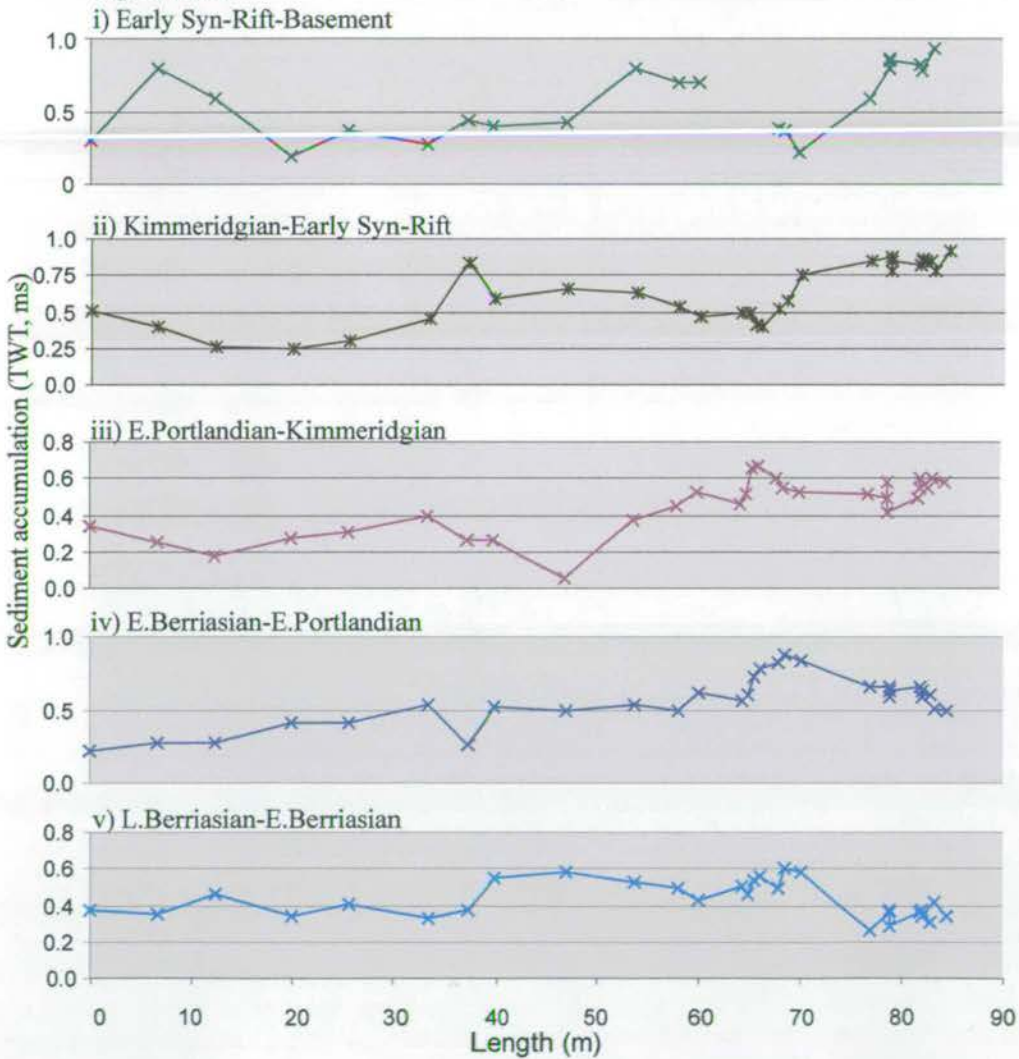 i) Early Syn-Rift-Basement
1.0
0.5
0
ii) Kimmeridgian-Early Syn-Rift
1.0
0.75
0.5
0.25
0.0
Sediment accumulation (TWT, ms)
iii) E.Portlandian-Kimmeridgian
0.8
0.6
0.4
0.2
0.0
iv) E.Berriasian-E.Portlandian
1.0
0.5
0.0
v) L.Berriasian-E.Berriasian
0.8
0.6
0.4
0.2
0.0
0 10 20 30 40 50 60 70 80 90
Length (m)